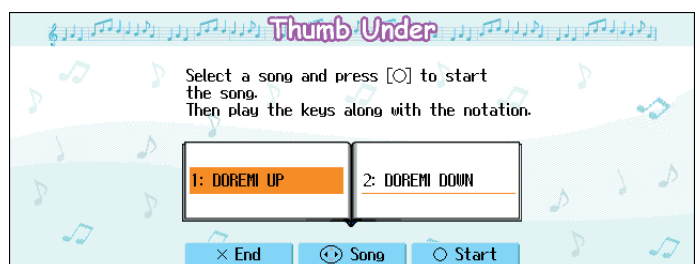 Thumb Under
Select a song and press [○] to start
the song.
Then play the keys along with the notation.
1: DOREMI UP
2: DOREMI DOWN
× End
Song
○ Start